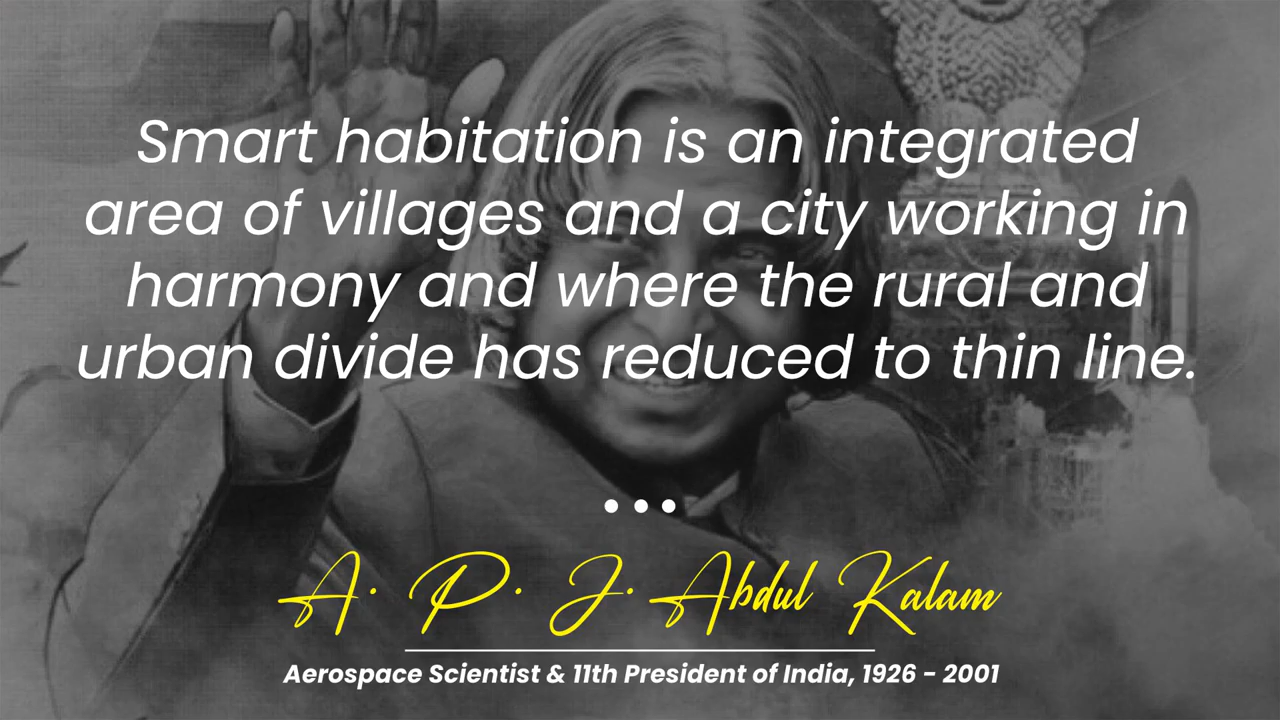 Smart habitation is an integrated
area of villages and a city working in
harmony and where the rural and
urban divide has reduced to thin line.
A. P. J. Abdul Kalam
Aerospace Scientist & 11th President of India, 1926 - 2001